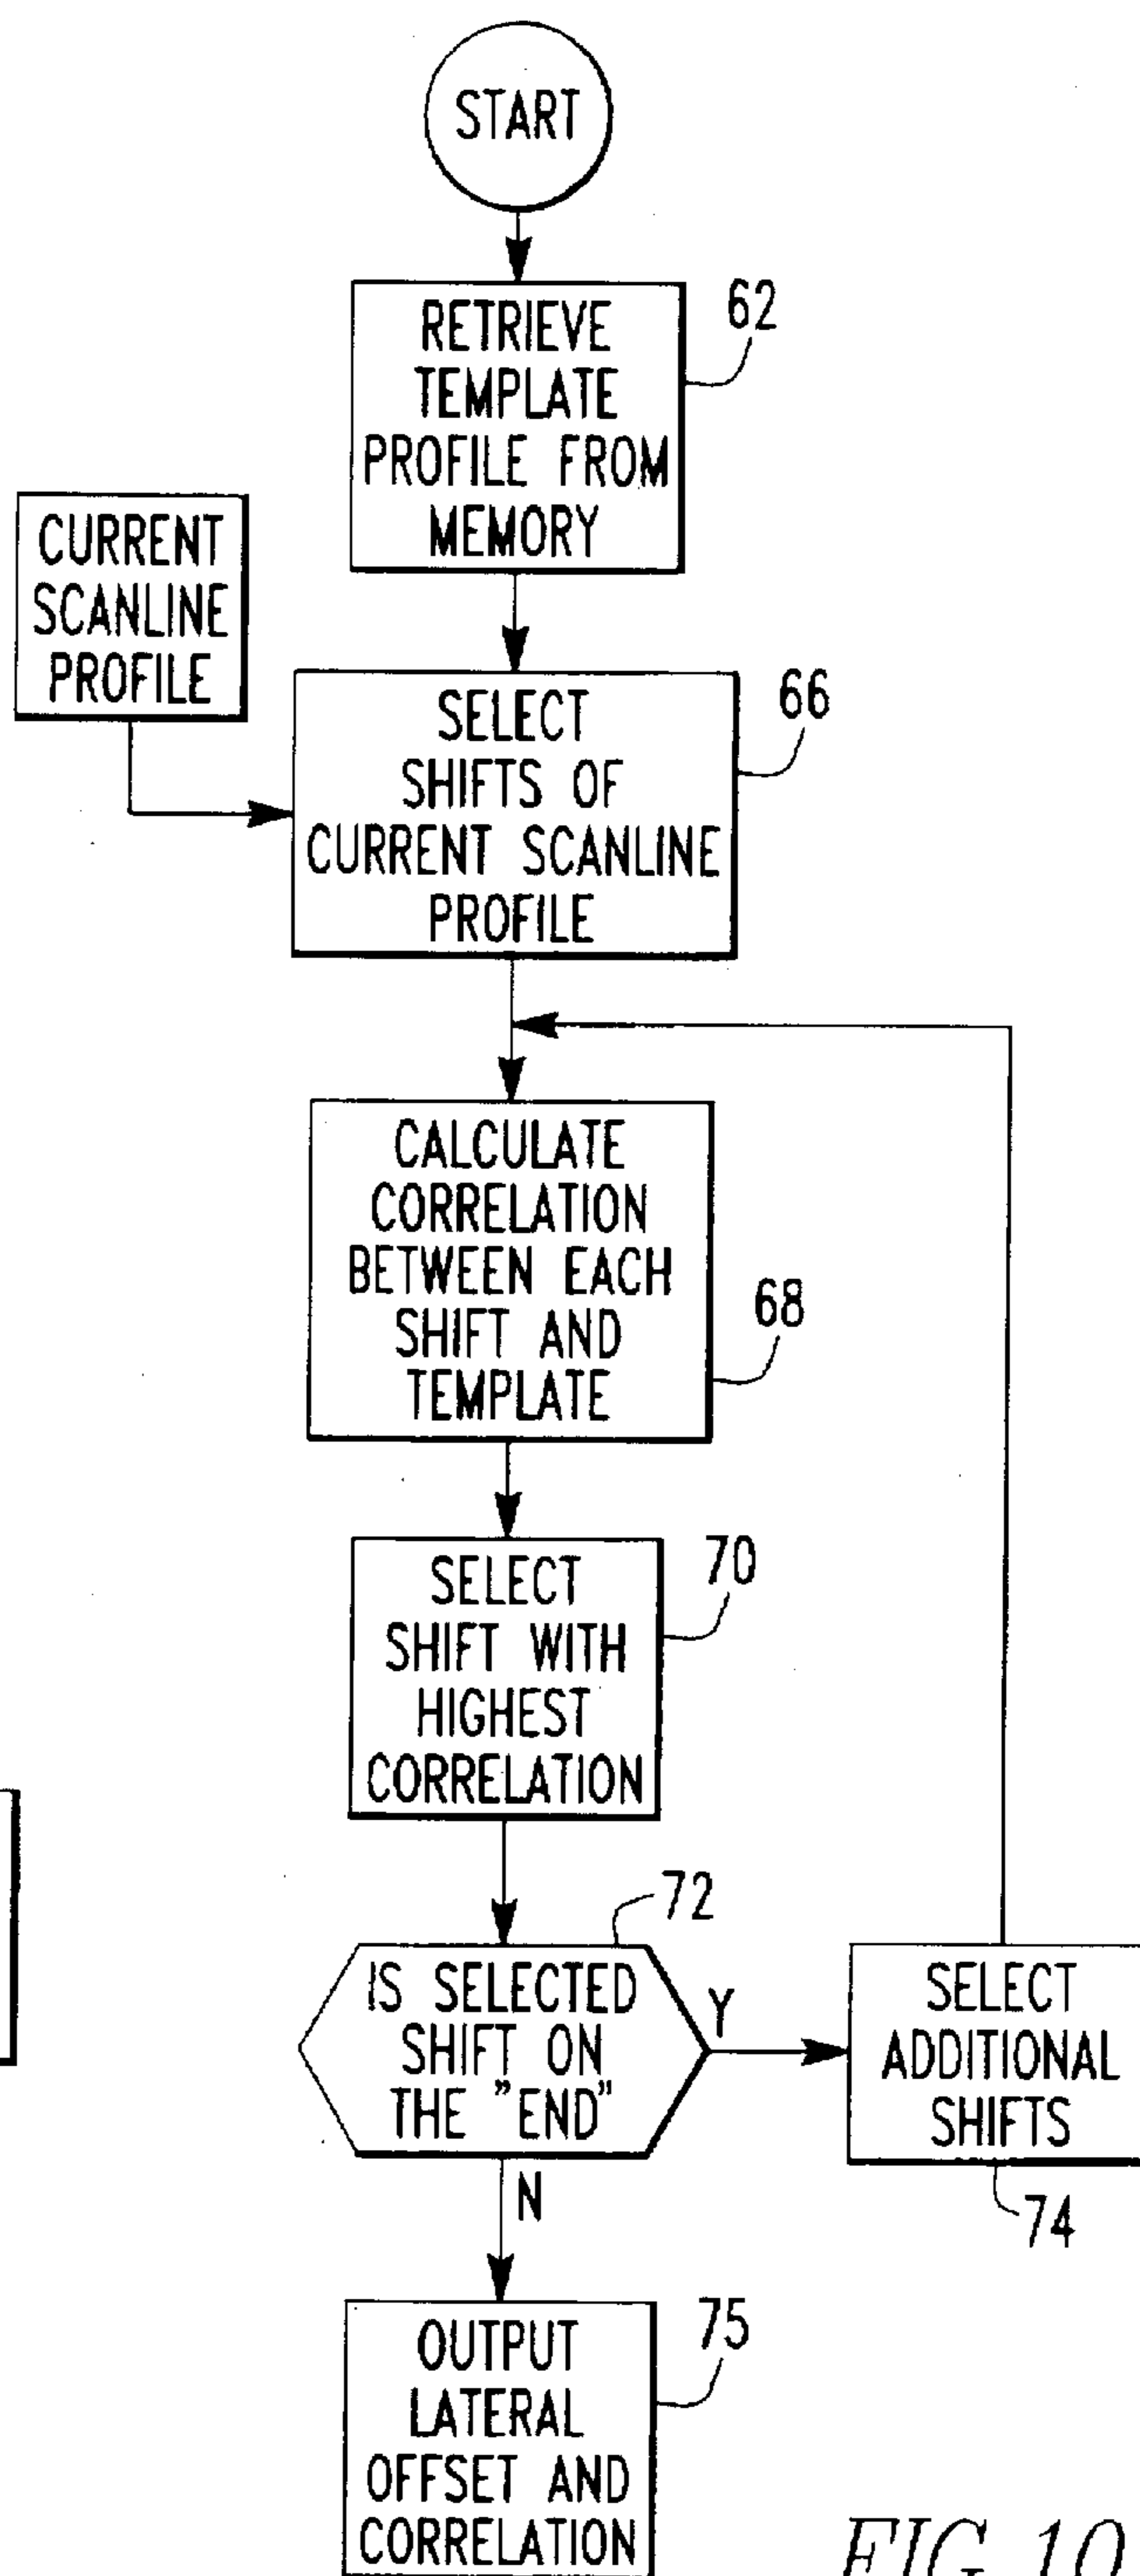 START
RETRIEVE
TEMPLATE
PROFILE FROM
MEMORY
62
CURRENT
SCANLINE
PROFILE
SELECT
SHIFTS OF
CURRENT SCANLINE
PROFILE
66
CALCULATE
CORRELATION
BETWEEN EACH
SHIFT AND
TEMPLATE
68
SELECT
SHIFT WITH
HIGHEST
CORRELATION
70
72
IS SELECTED
SHIFT ON
THE "END"
Y
N
SELECT
ADDITIONAL
SHIFTS
74
OUTPUT
LATERAL
OFFSET AND
CORRELATION
75
FIG. 10